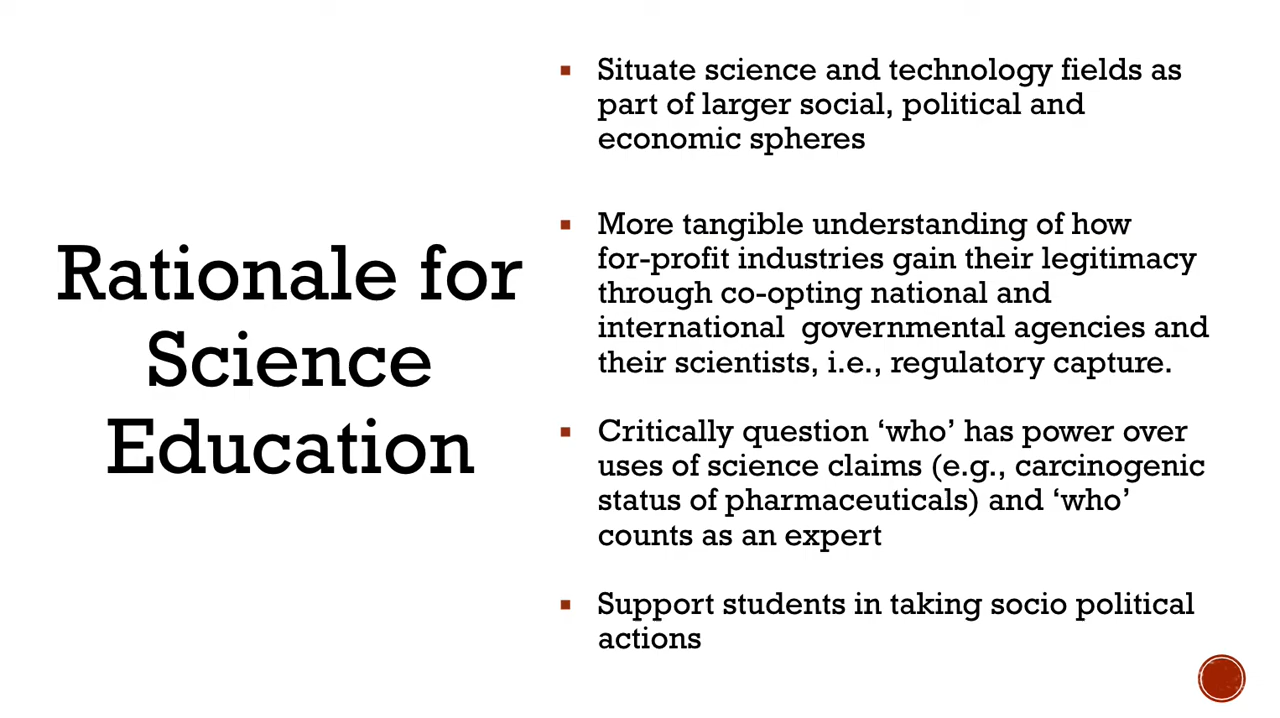 Rationale for
Science
Education
▪ Situate science and technology fields as
part of larger social, political and
economic spheres
▪ More tangible understanding of how
for-profit industries gain their legitimacy
through co-opting national and
international  governmental agencies and
their scientists, i.e., regulatory capture.
▪ Critically question ‘who’ has power over
uses of science claims (e.g., carcinogenic
status of pharmaceuticals) and ‘who’
counts as an expert
▪ Support students in taking socio political
actions